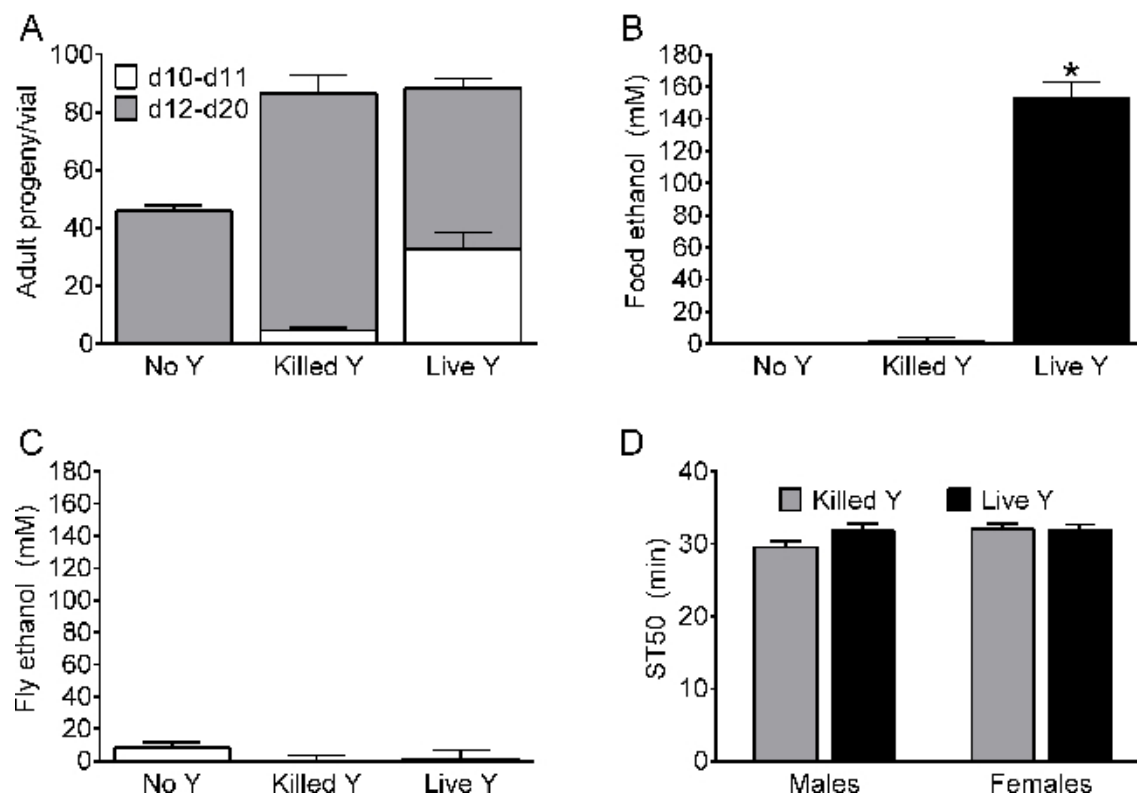 A
Adult progeny/vial
100
80
60
40
20
0
d10-d11
d12-d20
No Y Killed Y Live Y
B
Food ethanol (mM)
180
160
140
120
100
80
60
40
20
0
*
No Y Killed Y Live Y
C
Fly ethanol (mM)
180
160
140
120
100
80
60
40
20
0
No Y Killed Y Live Y
D
ST50 (min)
40
30
20
10
0
Killed Y Live Y
Males Females